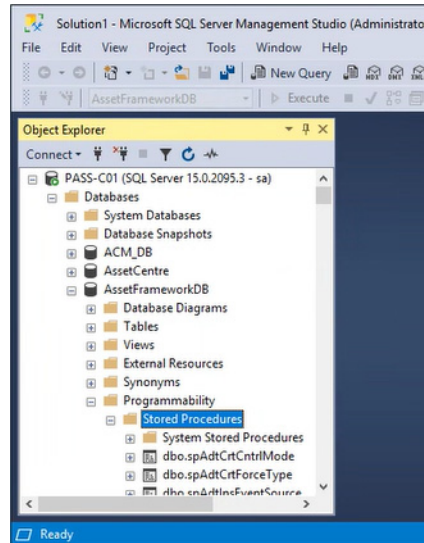 Solution1 - Microsoft SQL Server Management Studio (Administrato
File Edit View Project Tools Window Help
New Query
AssetFrameworkDB Execute
Object Explorer
Connect
PASS-C01 (SQL Server 15.0.2095.3 - sa)
Databases
System Databases
Database Snapshots
ACM_DB
AssetCentre
AssetFrameworkDB
Database Diagrams
Tables
Views
External Resources
Synonyms
Programmability
Stored Procedures
System Stored Procedures
dbo.spAdtCrtCntrlMode
dbo.spAdtCrtForceType
dbo.spAdtInsEventSource
Ready